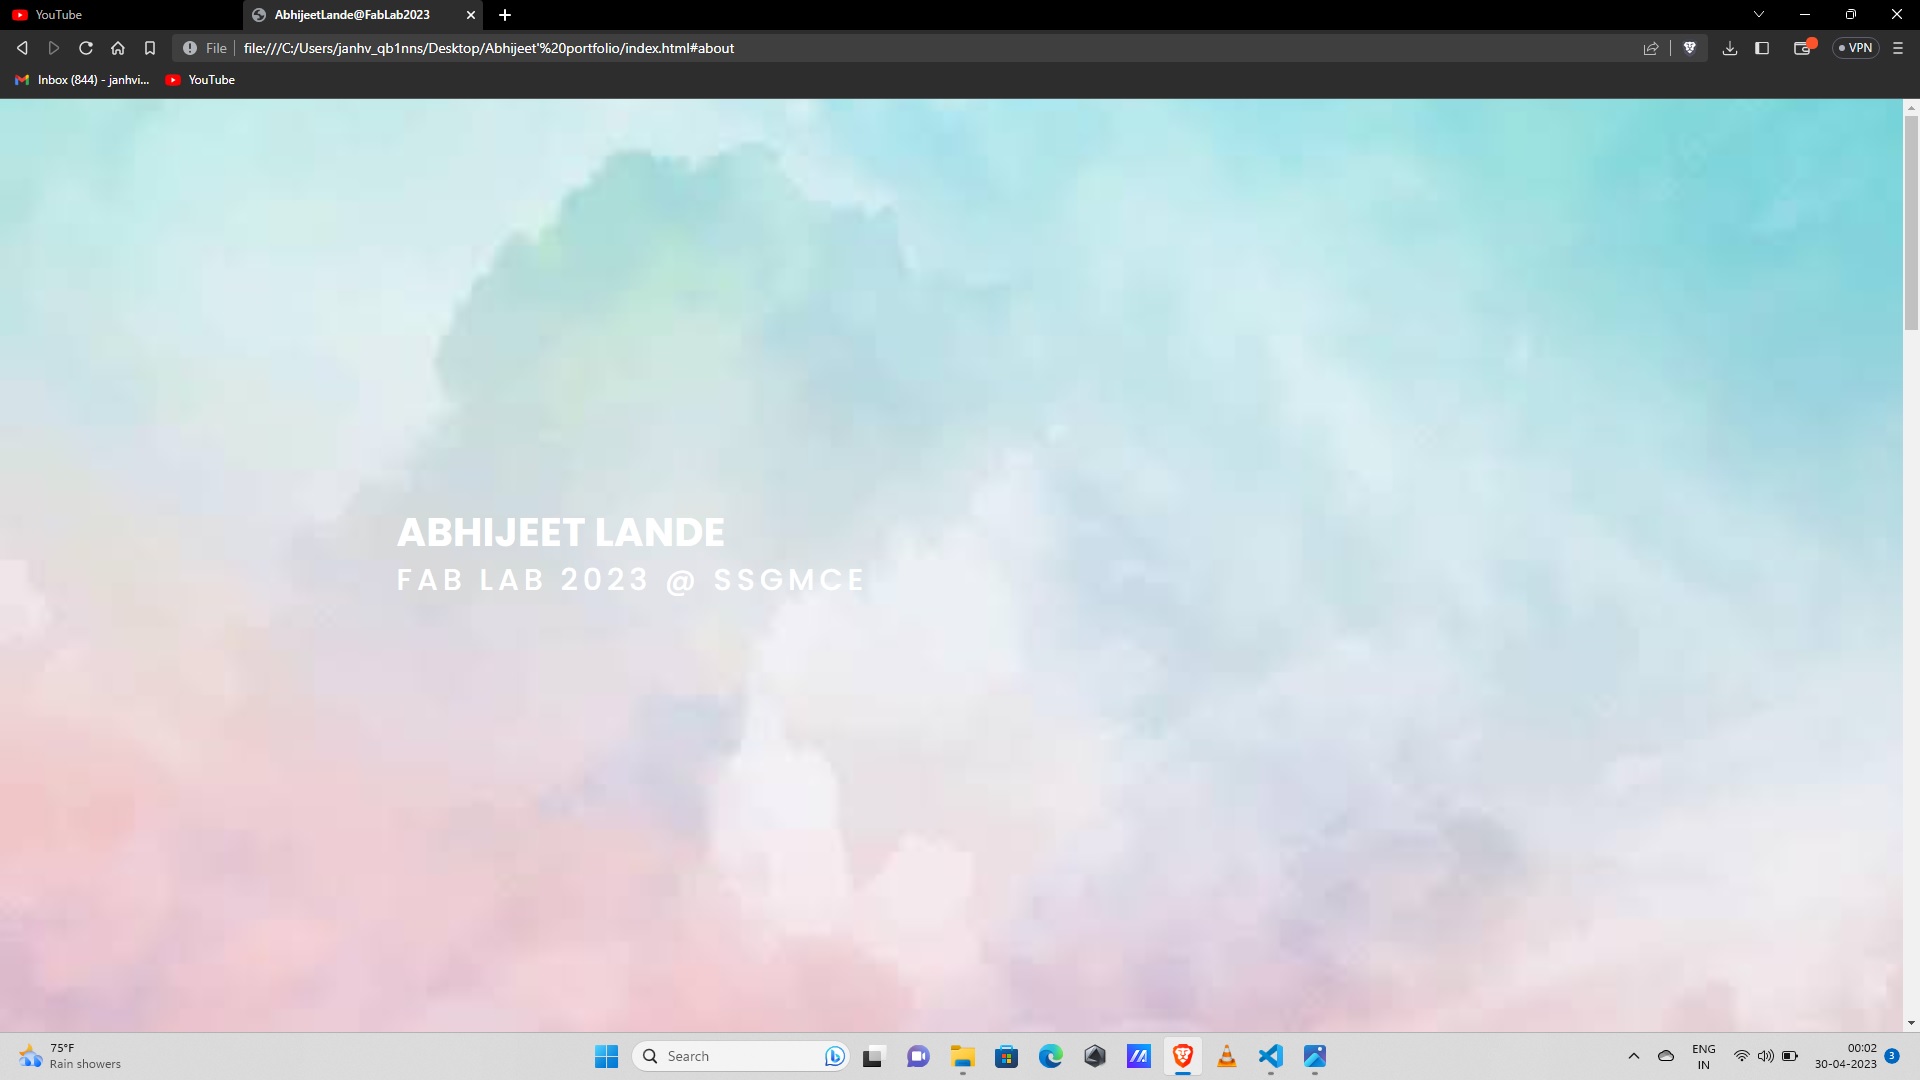 YouTube
AbhijeetLande@FabLab2023
File
file:///C:/Users/janhv_qb1nns/Desktop/Abhijeet'%20portfolio/index.html#about
VPN
Inbox (844) - janhvi...
YouTube
ABHIJEET LANDE
FAB LAB 2023 @ SSGMCE
75°F
Rain showers
Search
ENG
IN
00:02
30-04-2023
3